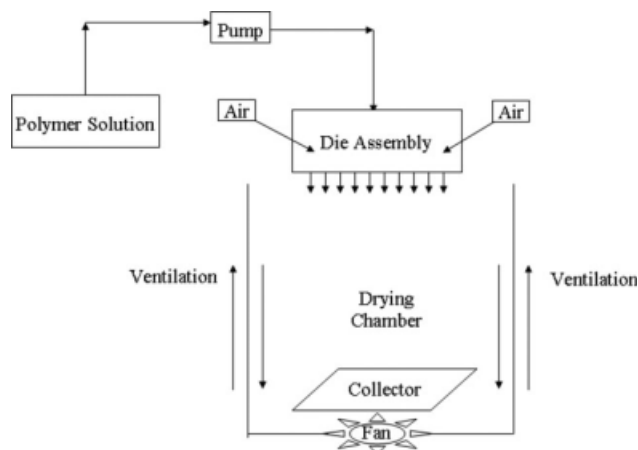 Pump
Polymer Solution
Air
Air
Die Assembly
Ventilation
Ventilation
Drying
Chamber
Collector
Fan